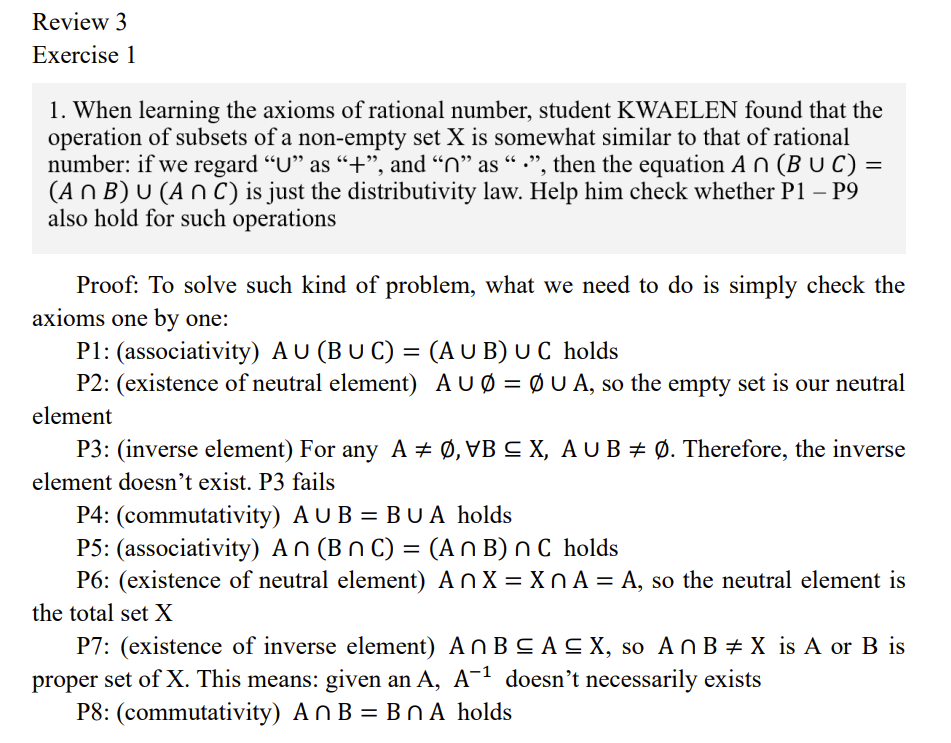 Review 3
Exercise 1
1. When learning the axioms of rational number, student KWAELEN found that the
operation of subsets of a non-empty set X is somewhat similar to that of rational
number: if we regard “∪” as “+”, and “∩” as “ ·”, then the equation A ∩ (B ∪ C) =
(A ∩ B) ∪ (A ∩ C) is just the distributivity law. Help him check whether P1 – P9
also hold for such operations
Proof: To solve such kind of problem, what we need to do is simply check the
axioms one by one:
P1: (associativity) A ∪ (B ∪ C) = (A ∪ B) ∪ C holds
P2: (existence of neutral element) A ∪ Ø = Ø ∪ A, so the empty set is our neutral
element
P3: (inverse element) For any A ≠ Ø, ∀B ⊆ X, A ∪ B ≠ Ø. Therefore, the inverse
element doesn’t exist. P3 fails
P4: (commutativity) A ∪ B = B ∪ A holds
P5: (associativity) A ∩ (B ∩ C) = (A ∩ B) ∩ C holds
P6: (existence of neutral element) A ∩ X = X ∩ A = A, so the neutral element is
the total set X
P7: (existence of inverse element) A ∩ B ⊆ A ⊆ X, so A ∩ B ≠ X is A or B is
proper set of X. This means: given an A, A⁻¹ doesn’t necessarily exists
P8: (commutativity) A ∩ B = B ∩ A holds